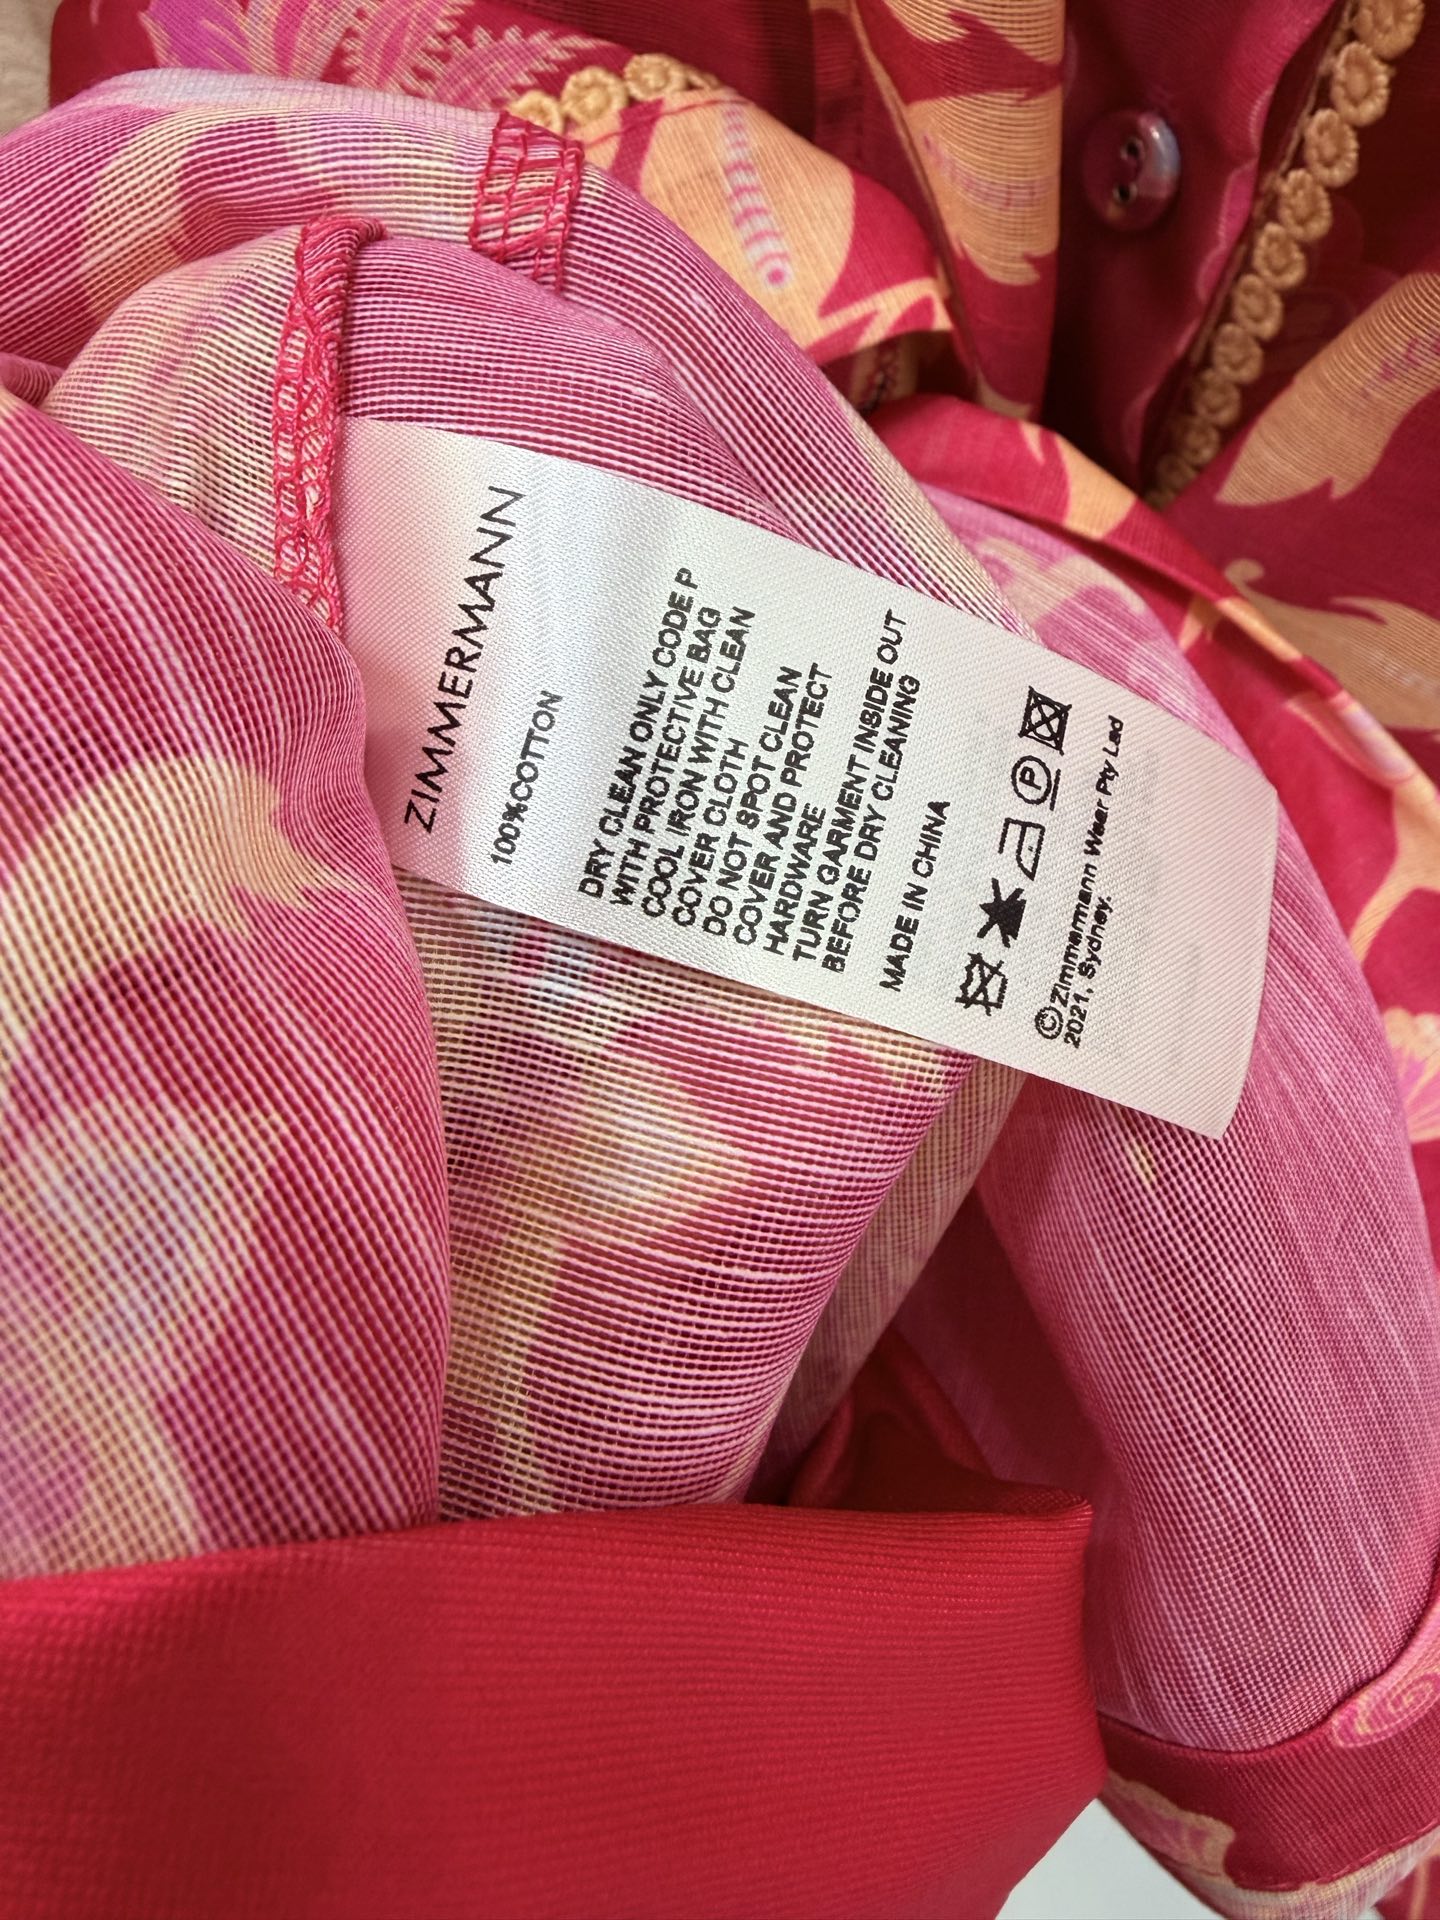 ZIMMERMANN
100%COTTON
DRY CLEAN ONLY CODE P
WITH PROTECTIVE BAG
COOL IRON WITH CLEAN
COVER CLOTH
DO NOT SPOT CLEAN
COVER AND PROTECT
HARDWARE
TURN GARMENT INSIDE OUT
BEFORE DRY CLEANING
MADE IN CHINA
P
©Zimmermann Wear Pty Lad
2021, Sydney.